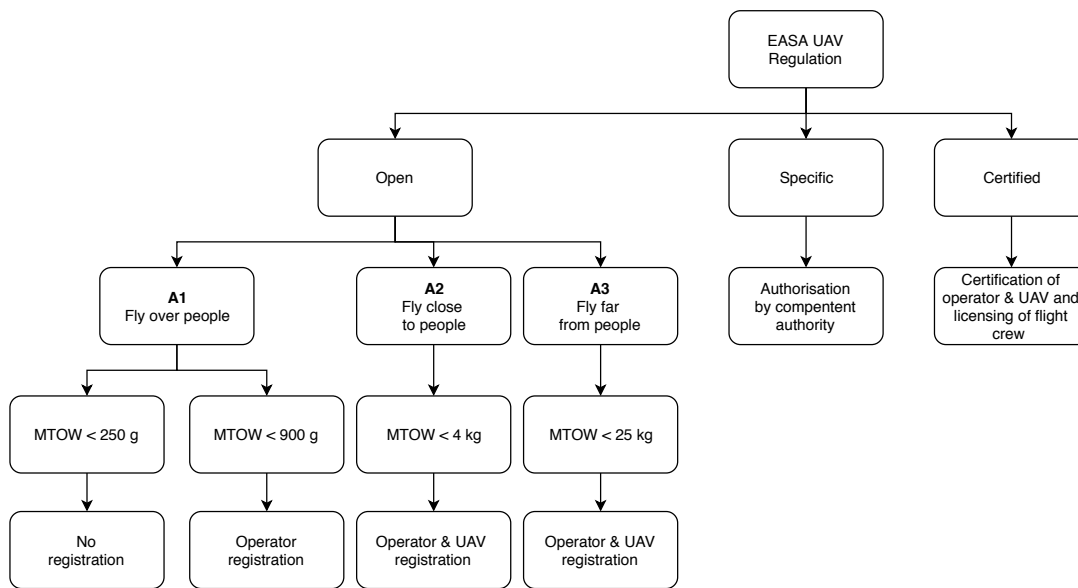 EASA UAV
Regulation
Open
Specific
Certified
A1
Fly over people
A2
Fly close
to people
A3
Fly far
from people
Authorisation
by compentent
authority
Certification of
operator & UAV and
licensing of flight
crew
MTOW < 250 g
MTOW < 900 g
MTOW < 4 kg
MTOW < 25 kg
No
registration
Operator
registration
Operator & UAV
registration
Operator & UAV
registration